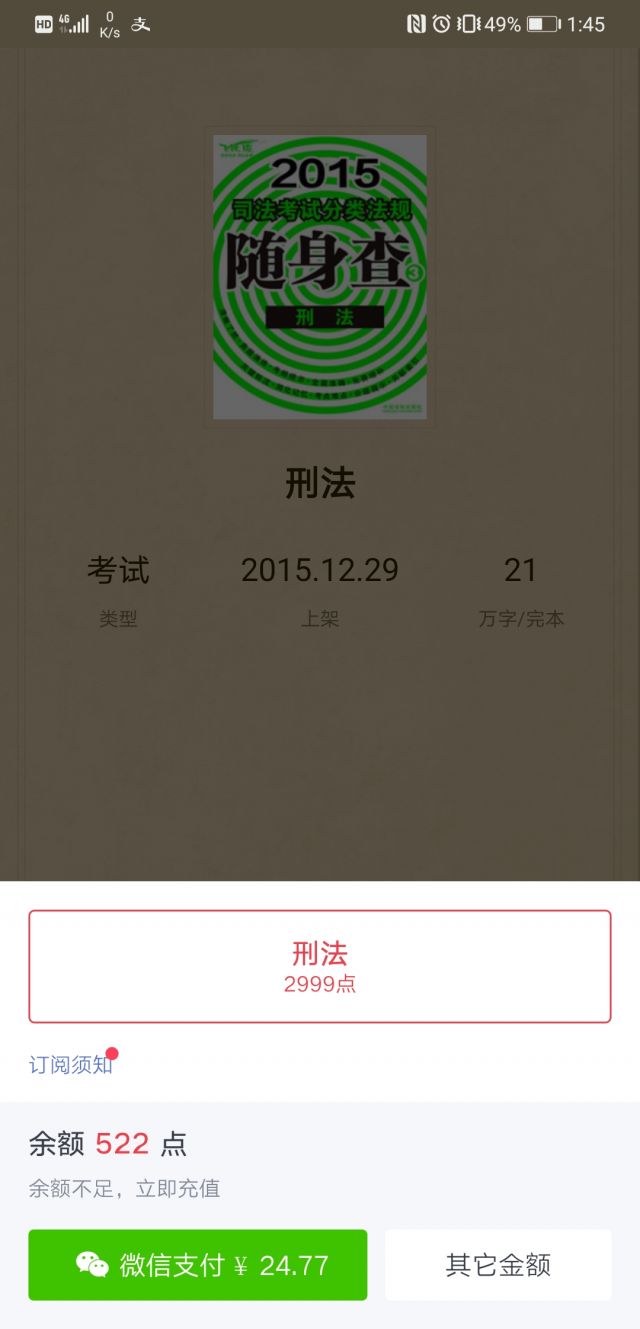 HD 4G 0 K/s 支 49% 1:45
2015
司法考试分类法规
随身查3
刑 法
刑法
考试 2015.12.29 21
类型 上架 万字/完本
刑法
2999点
订阅须知
余额 522 点
余额不足，立即充值
微信支付 ¥ 24.77 其它金额